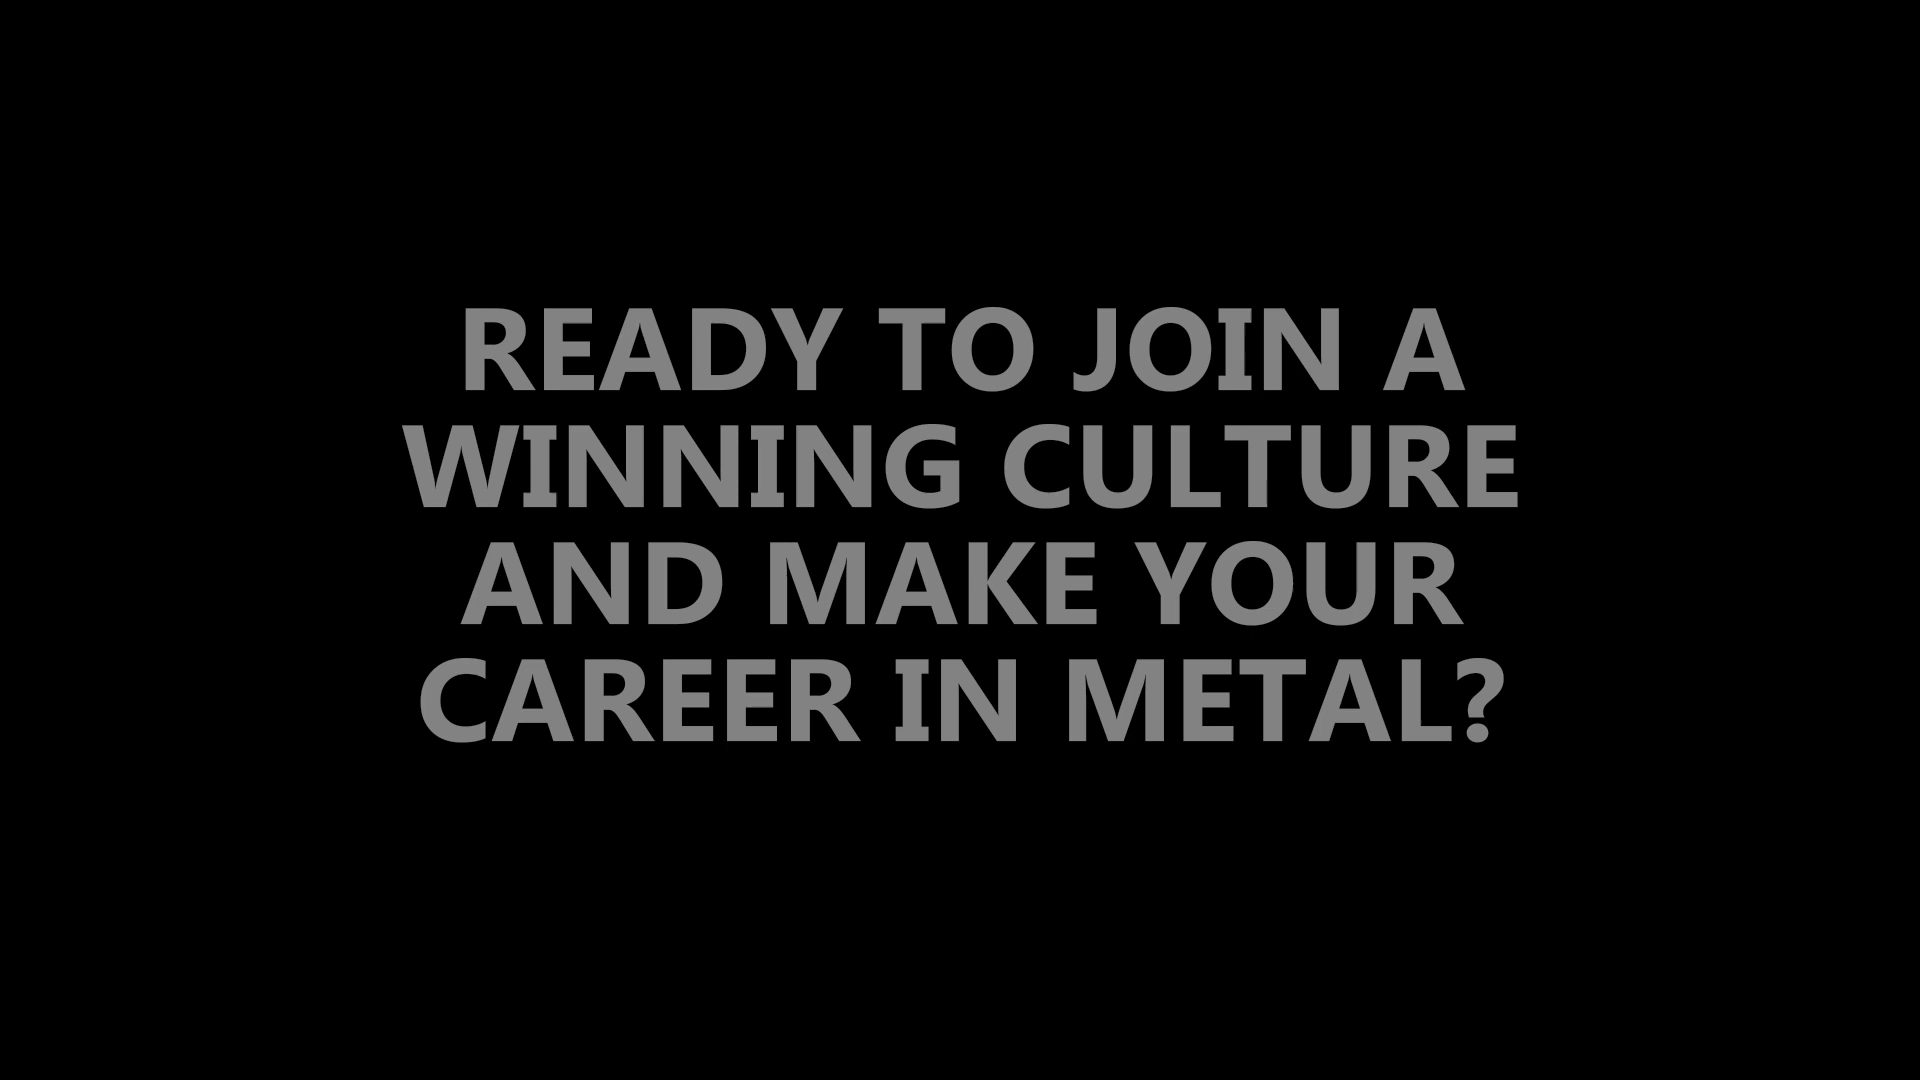 READY TO JOIN A
WINNING CULTURE
AND MAKE YOUR
CAREER IN METAL?